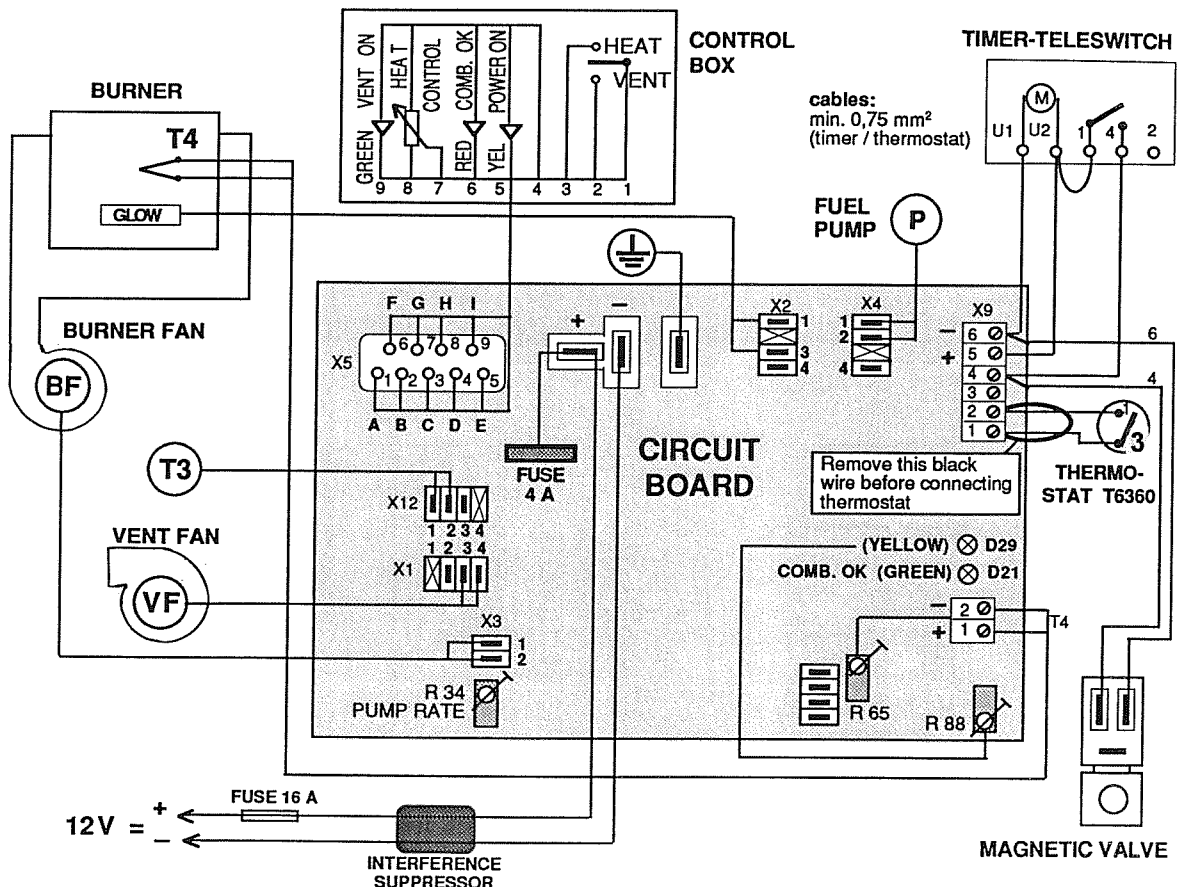 CONTROL
BOX
GREEN VENT ON
HEAT
CONTROL
RED COMB. OK
YEL POWER ON
HEAT
VENT
9 8 7 6 5 4 3 2 1
TIMER-TELESWITCH
M
U1 U2 1 4 2
cables:
min. 0,75 mm²
(timer / thermostat)
BURNER
T4
GLOW
FUEL
PUMP
P
BURNER FAN
BF
F G H I
X5
6 7 8 9
1 2 3 4 5
A B C D E
+ −
FUSE
4 A
X2
1
3
4
X4
1
2
4
X9
− 6
+ 5
4
3
2
1
6
4
1
3
THERMO-
STAT T6360
CIRCUIT
BOARD
Remove this black
wire before connecting
thermostat
T3
X12
1 2 3 4
VENT FAN
VF
1 2 3 4
X1
X3
1
2
R 34
PUMP RATE
(YELLOW) D29
COMB. OK (GREEN) D21
− 2
+ 1
T4
R 65
R 88
FUSE 16 A
12V =
+
−
INTERFERENCE
SUPPRESSOR
MAGNETIC VALVE